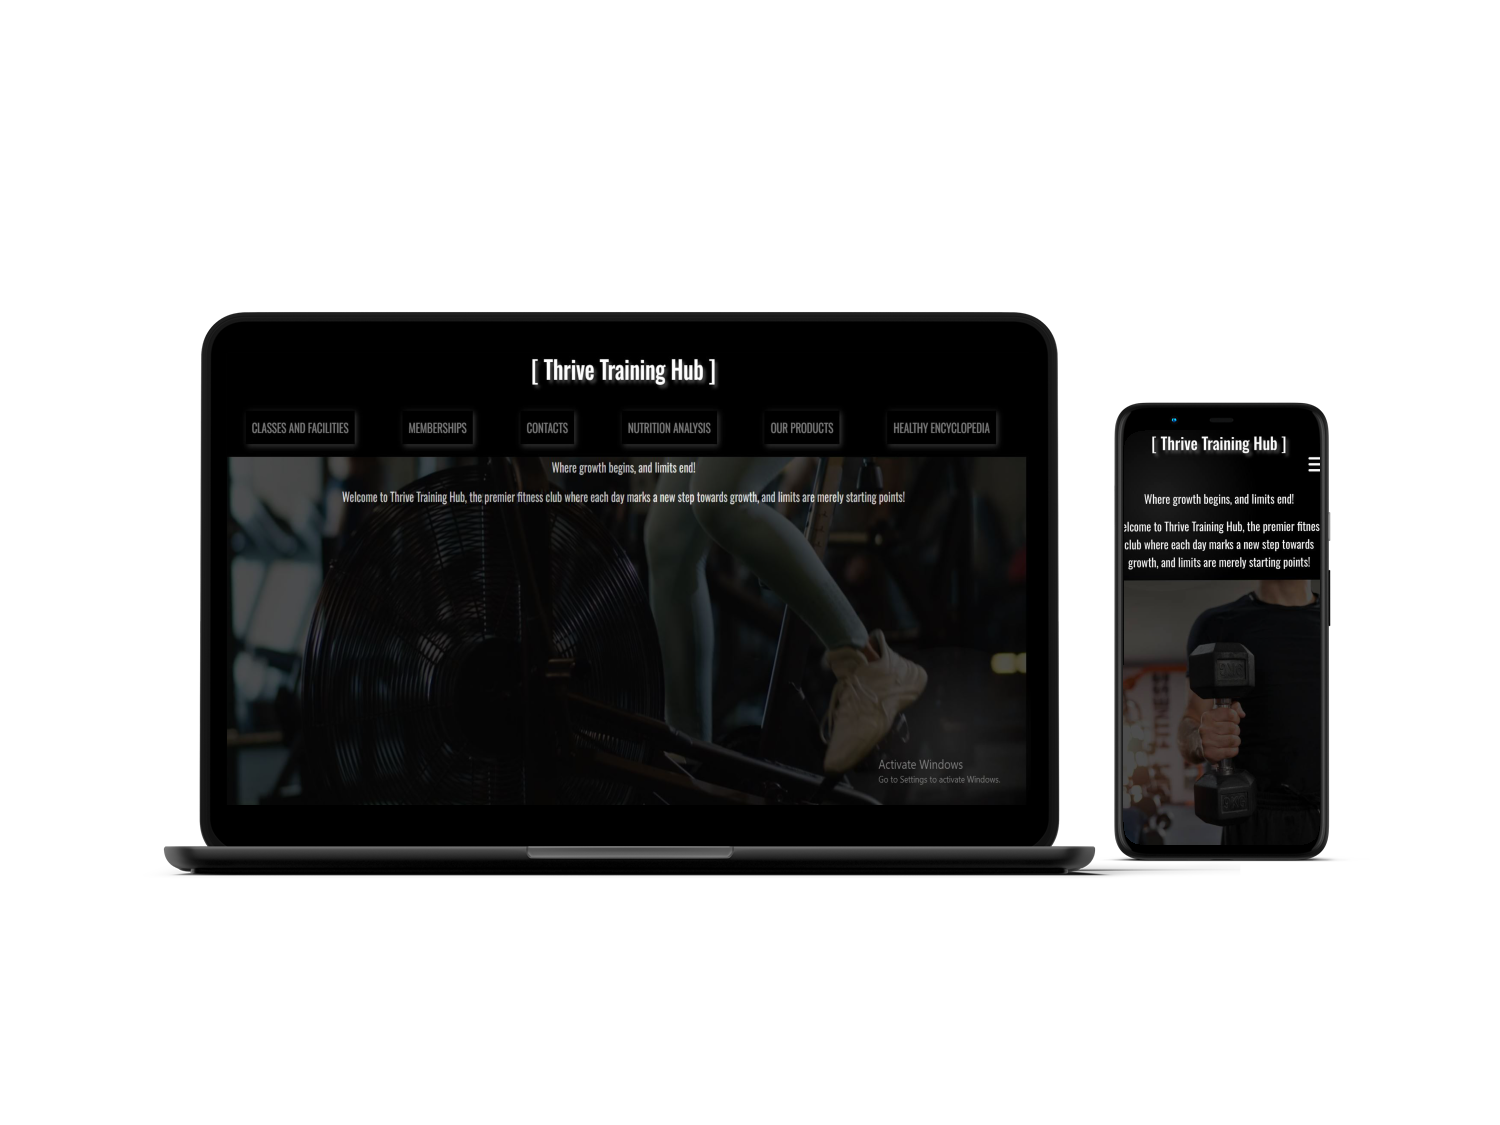 [ Thrive Training Hub ]
CLASSES AND FACILITIES
MEMBERSHIPS
CONTACTS
NUTRITION ANALYSIS
OUR PRODUCTS
HEALTHY ENCYCLOPEDIA
Where growth begins, and limits end!
Welcome to Thrive Training Hub, the premier fitness club where each day marks a new step towards growth, and limits are merely starting points!
Activate Windows
Go to Settings to activate Windows.
[ Thrive Training Hub ]
Where growth begins, and limits end!
elcome to Thrive Training Hub, the premier fitnes
club where each day marks a new step towards
growth, and limits are merely starting points!
FITNESS